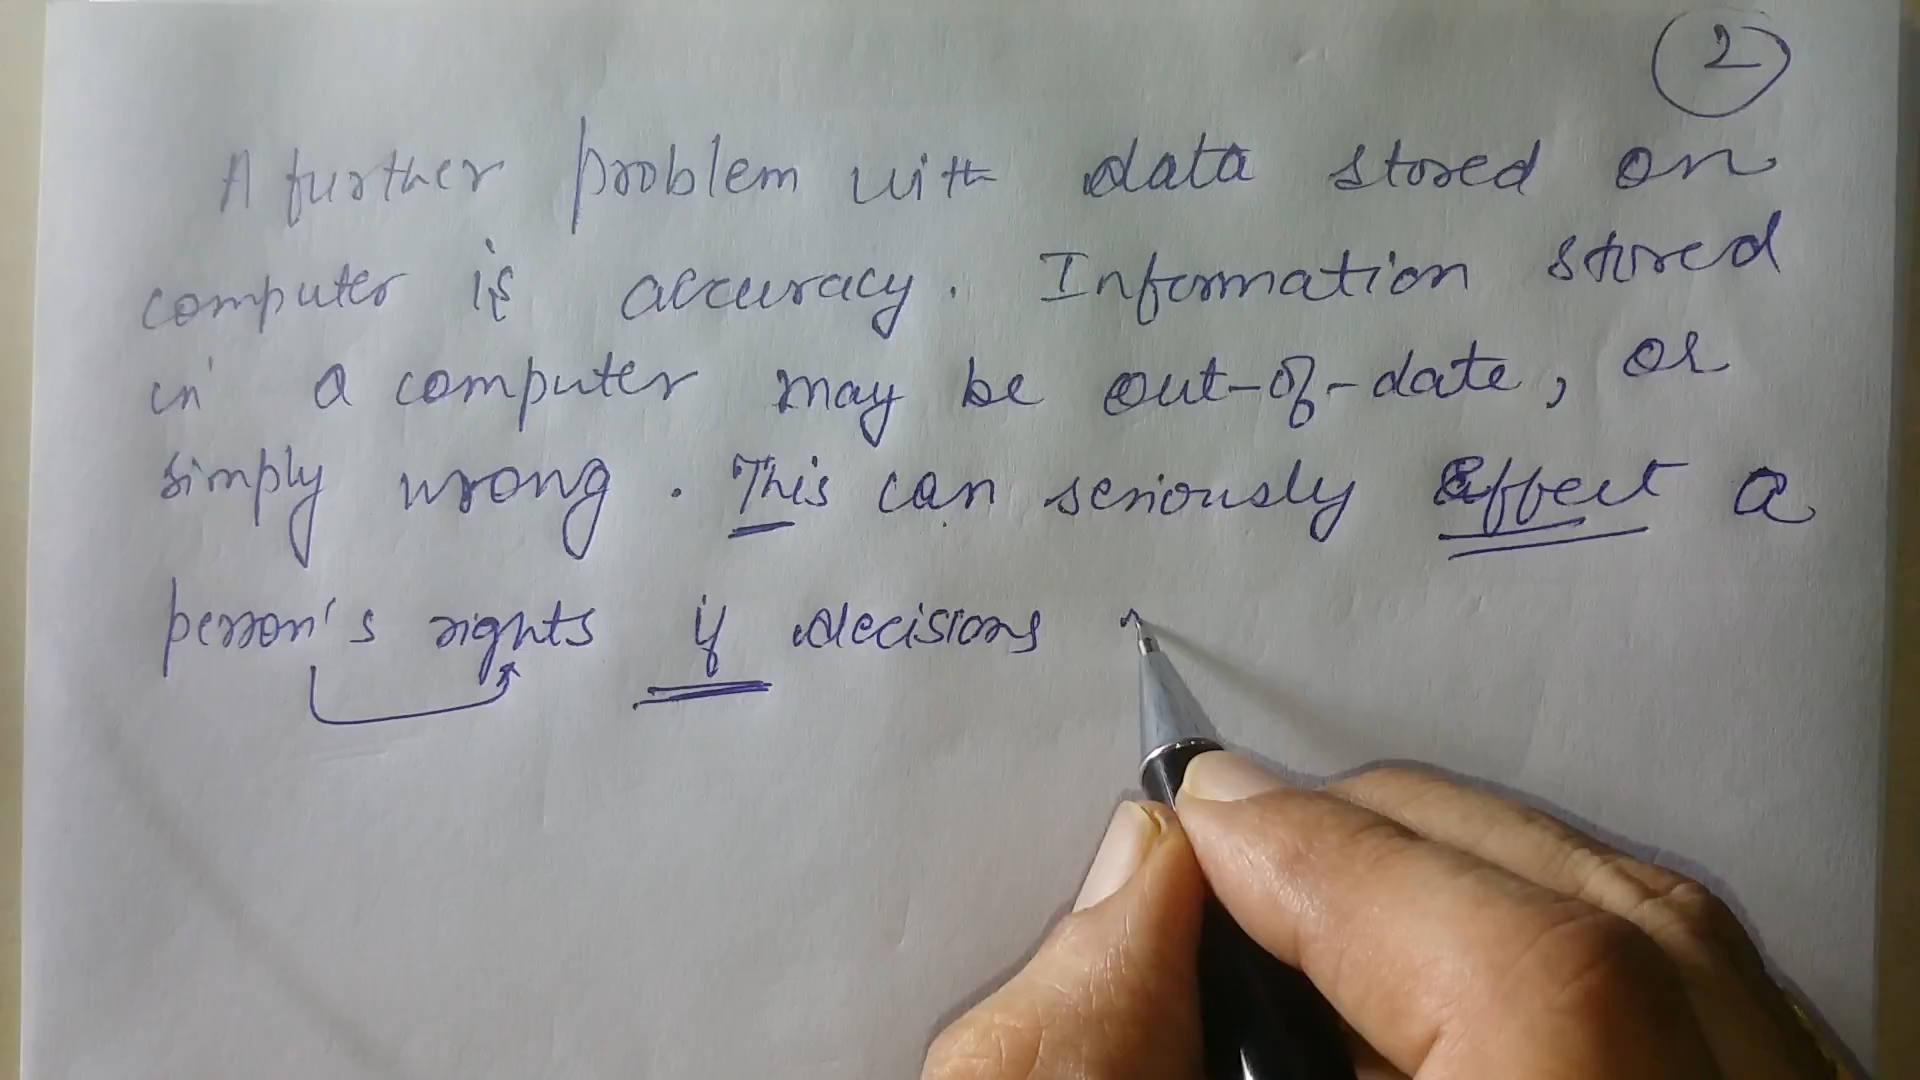 2
A further problem with data stored on
computer is accuracy. Information stored
in a computer may be out-of-date, or
simply wrong. This can seriously affect a
person's rights if decisions